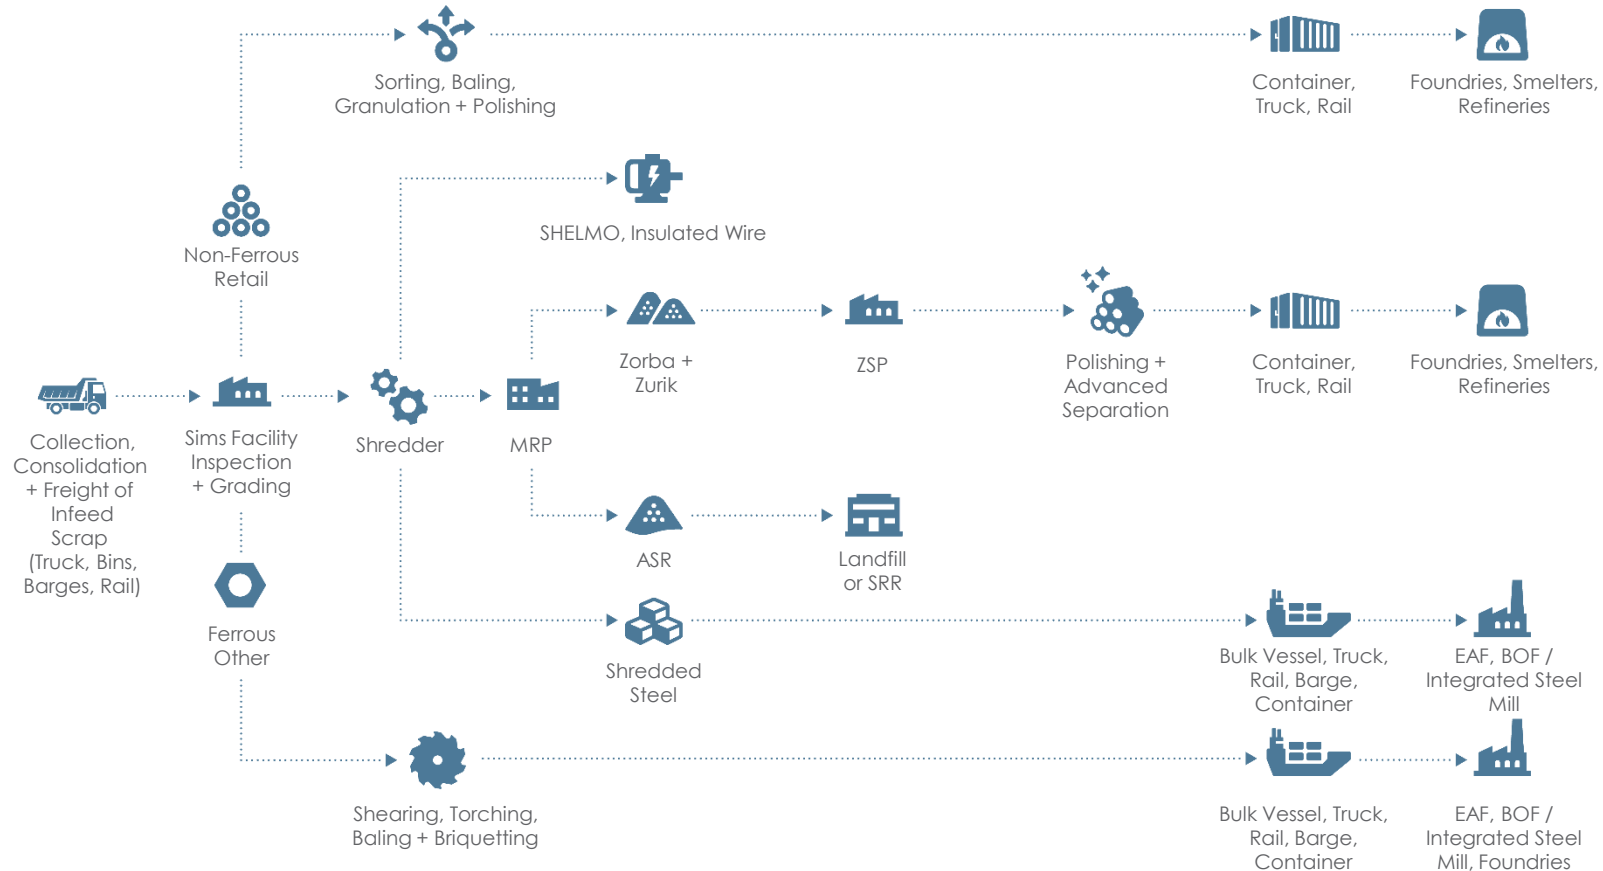 Sorting, Baling,
Granulation + Polishing
Container,
Truck, Rail
Foundries, Smelters,
Refineries
SHELMO, Insulated Wire
Non-Ferrous
Retail
Zorba +
Zurik
ZSP
Polishing +
Advanced
Separation
Container,
Truck, Rail
Foundries, Smelters,
Refineries
Collection,
Consolidation
+ Freight of
Infeed
Scrap
(Truck, Bins,
Barges, Rail)
Sims Facility
Inspection
+ Grading
Shredder
MRP
ASR
Landfill
or SRR
Ferrous
Other
Shredded
Steel
Bulk Vessel, Truck,
Rail, Barge,
Container
EAF, BOF /
Integrated Steel
Mill
Shearing, Torching,
Baling + Briquetting
Bulk Vessel, Truck,
Rail, Barge,
Container
EAF, BOF /
Integrated Steel
Mill, Foundries